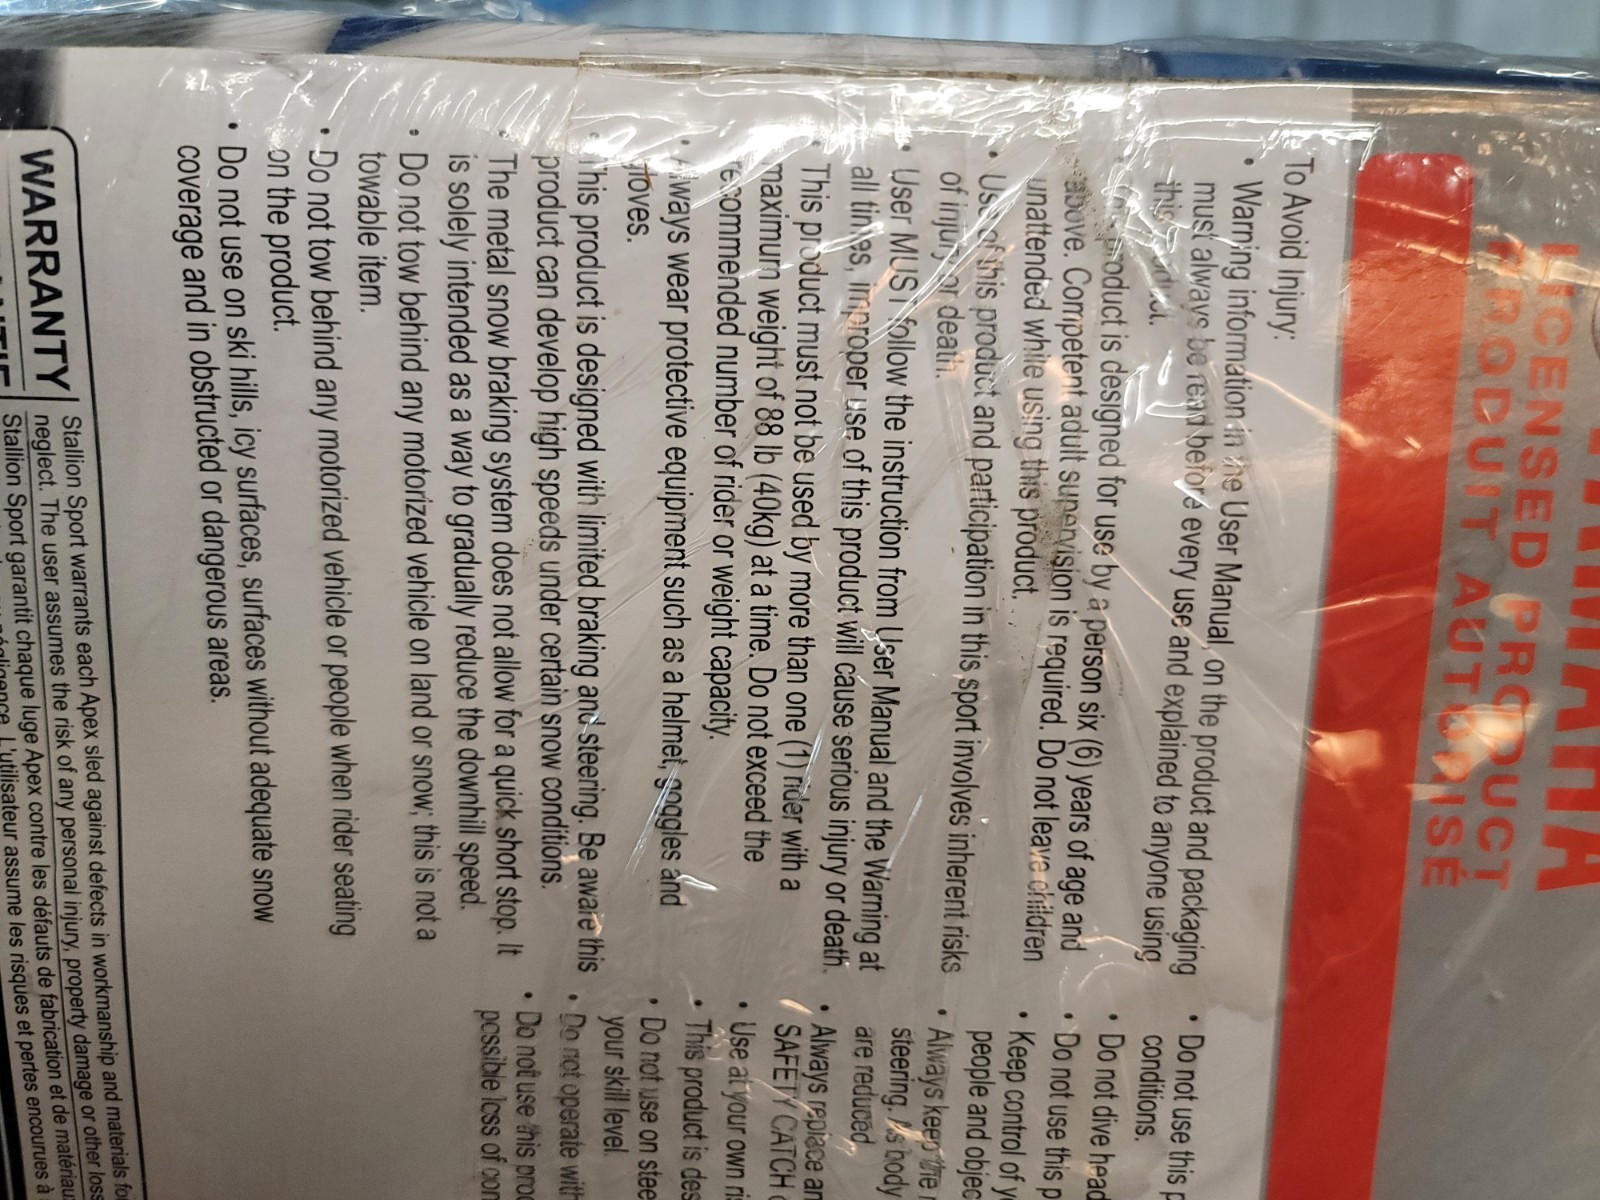 YAMAHA
LICENSED PRODUCT
PRODUIT AUTORISÉ
To Avoid Injury:
• Warning information in the User Manual, on the product and packaging
must always be read before every use and explained to anyone using
this
product is designed for use by a person six (6) years of age and
above. Competent adult supervision is required. Do not leave children
unattended while using this product.
• Use of this product and participation in this sport involves inherent risks
of injury or death.
• User MUST follow the instruction from User Manual and the Warning at
all times, improper use of this product will cause serious injury or death.
• This product must not be used by more than one (1) rider with a
maximum weight of 88 lb (40kg) at a time. Do not exceed the
recommended number of rider or weight capacity.
• Always wear protective equipment such as a helmet, goggles and
gloves.
• This product is designed with limited braking and steering. Be aware this
product can develop high speeds under certain snow conditions.
• The metal snow braking system does not allow for a quick short stop. It
is solely intended as a way to gradually reduce the downhill speed.
• Do not tow behind any motorized vehicle on land or snow; this is not a
towable item.
• Do not tow behind any motorized vehicle or people when rider seating
on the product.
• Do not use on ski hills, icy surfaces, surfaces without adequate snow
coverage and in obstructed or dangerous areas.
• Do not use this p
conditions.
• Do not dive head
• Do not use this p
• Keep control of y
people and objec
• Always keep the
steering. As body
are reduced
• Always replace an
SAFETY CATCH
• Use at your own ri
• This product is des
• Do not use on stee
your skill level.
• Do not operate with
• Do not use this prod
possible loss of con
WARRANTY
Stallion Sport warrants each Apex sled against defects in workmanship and materials fo
neglect. The user assumes the risk of any personal injury, property damage or other loss
Stallion Sport garantit chaque luge Apex contre les défauts de fabrication et de matériau
négligence. L'utilisateur assume les risques et pertes encourues à